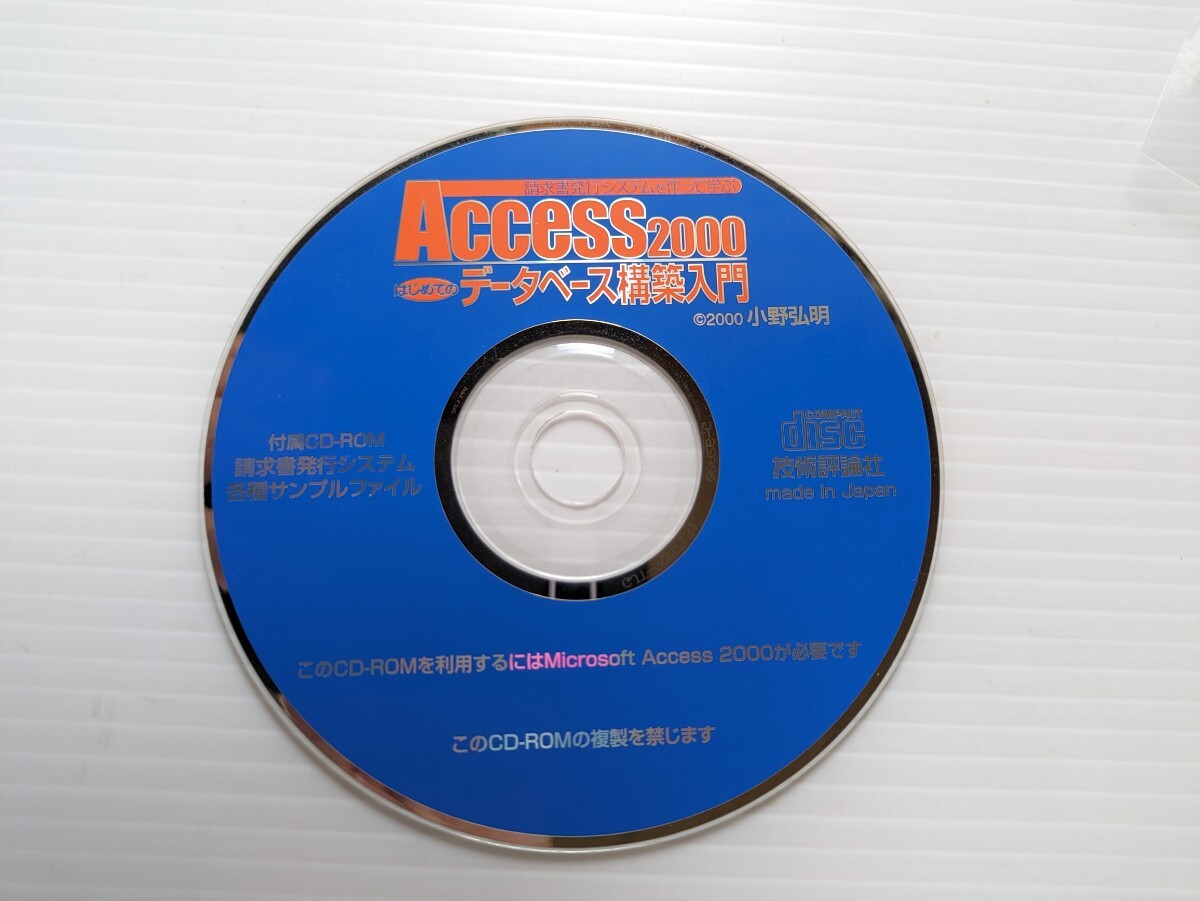 請求書発行システムを作って学ぶ
Access2000
はじめての
データベース構築入門
©2000 小野弘明
付属CD-ROM
請求書発行システム
各種サンプルファイル
COMPACT
disc
技術評論社
made in Japan
このCD-ROMを利用するにはMicrosoft Access 2000が必要です
このCD-ROMの複製を禁じます